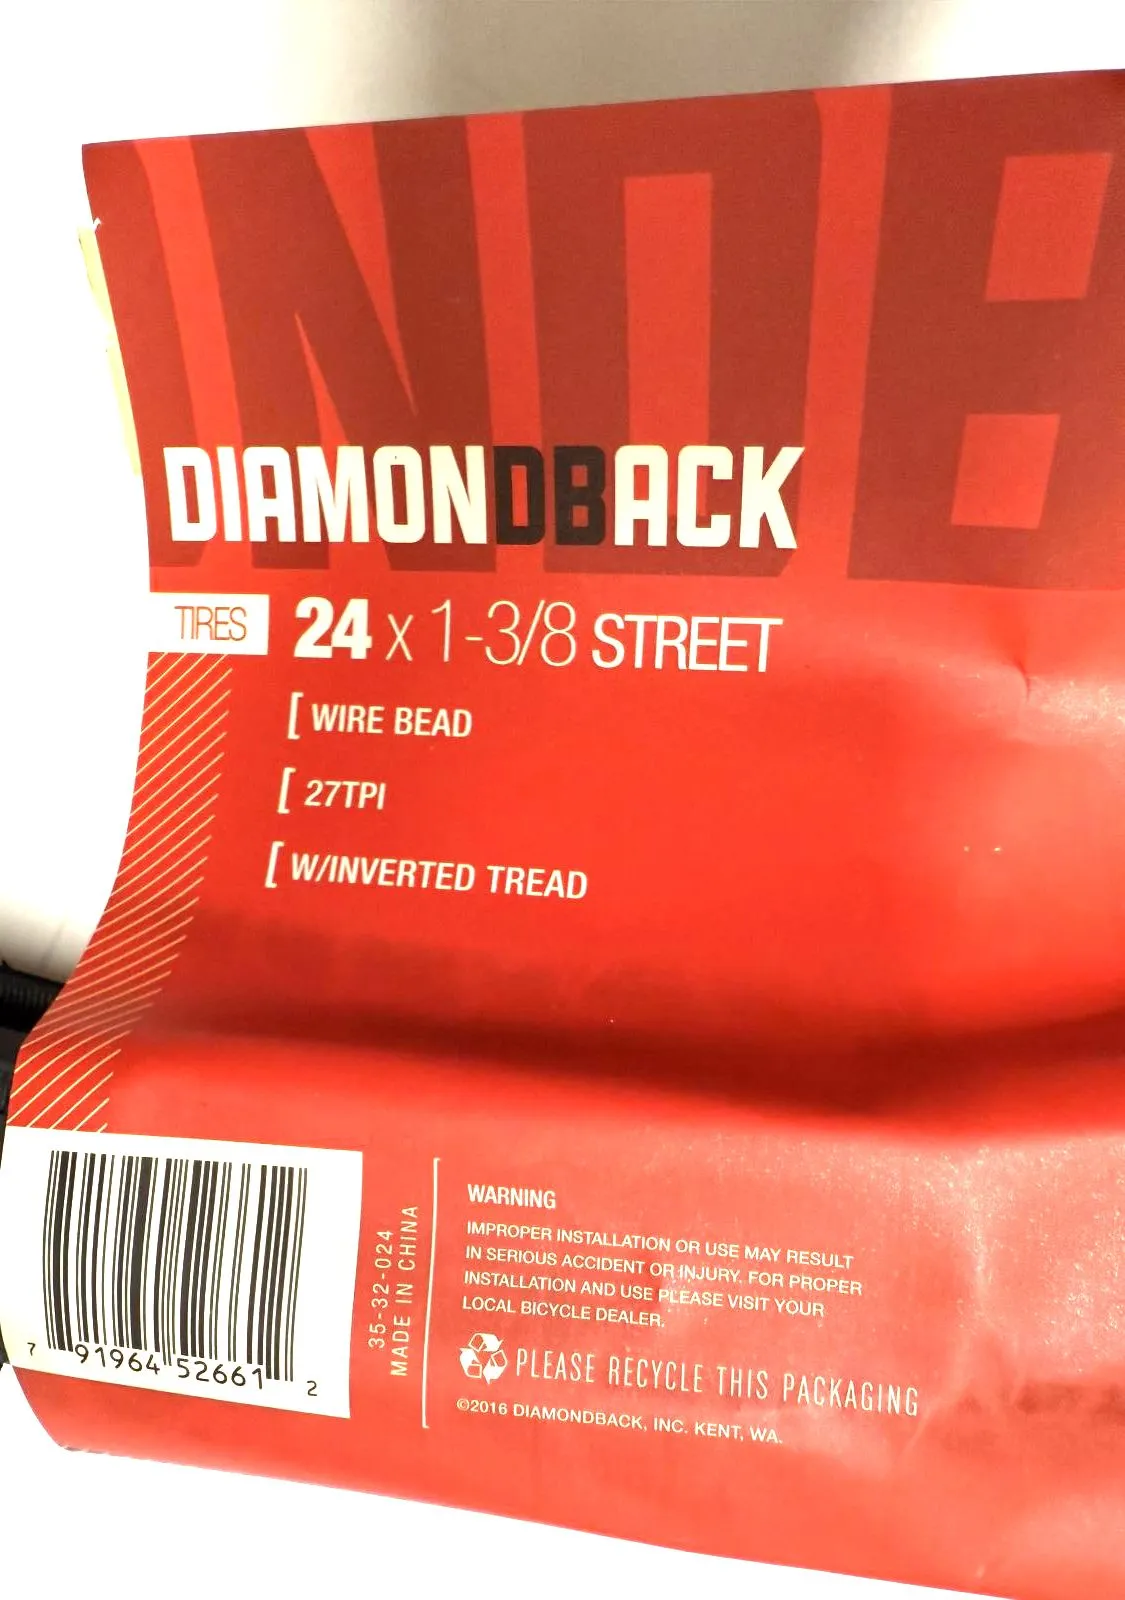 NDB
DIAMONDBACK
TIRES 24 x 1-3/8 STREET
[ WIRE BEAD
[ 27TPI
[ W/INVERTED TREAD
7 91964 52661 2
35-32-024
MADE IN CHINA
WARNING
IMPROPER INSTALLATION OR USE MAY RESULT
IN SERIOUS ACCIDENT OR INJURY. FOR PROPER
INSTALLATION AND USE PLEASE VISIT YOUR
LOCAL BICYCLE DEALER.
PLEASE RECYCLE THIS PACKAGING
©2016 DIAMONDBACK, INC. KENT, WA.